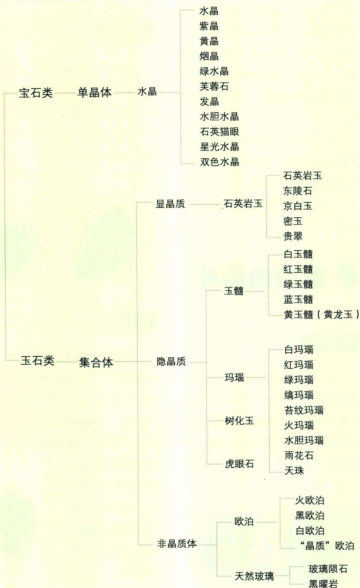 水晶
紫晶
黄晶
烟晶
绿水晶
宝石类 单晶体 水晶
芙蓉石
发晶
水胆水晶
石英猫眼
星光水晶
双色水晶
石英岩玉
东陵石
显晶质 石英岩玉 京白玉
密玉
贵翠
白玉髓
红玉髓
玉髓 绿玉髓
蓝玉髓
黄玉髓（黄龙玉）
玉石类 集合体 隐晶质
白玛瑙
红玛瑙
玛瑙 绿玛瑙
缟玛瑙
树化玉 苔纹玛瑙
火玛瑙
水胆玛瑙
虎眼石 雨花石
天珠
火欧泊
欧泊 黑欧泊
白欧泊
非晶质体 “晶质”欧泊
天然玻璃 玻璃陨石
黑曜岩